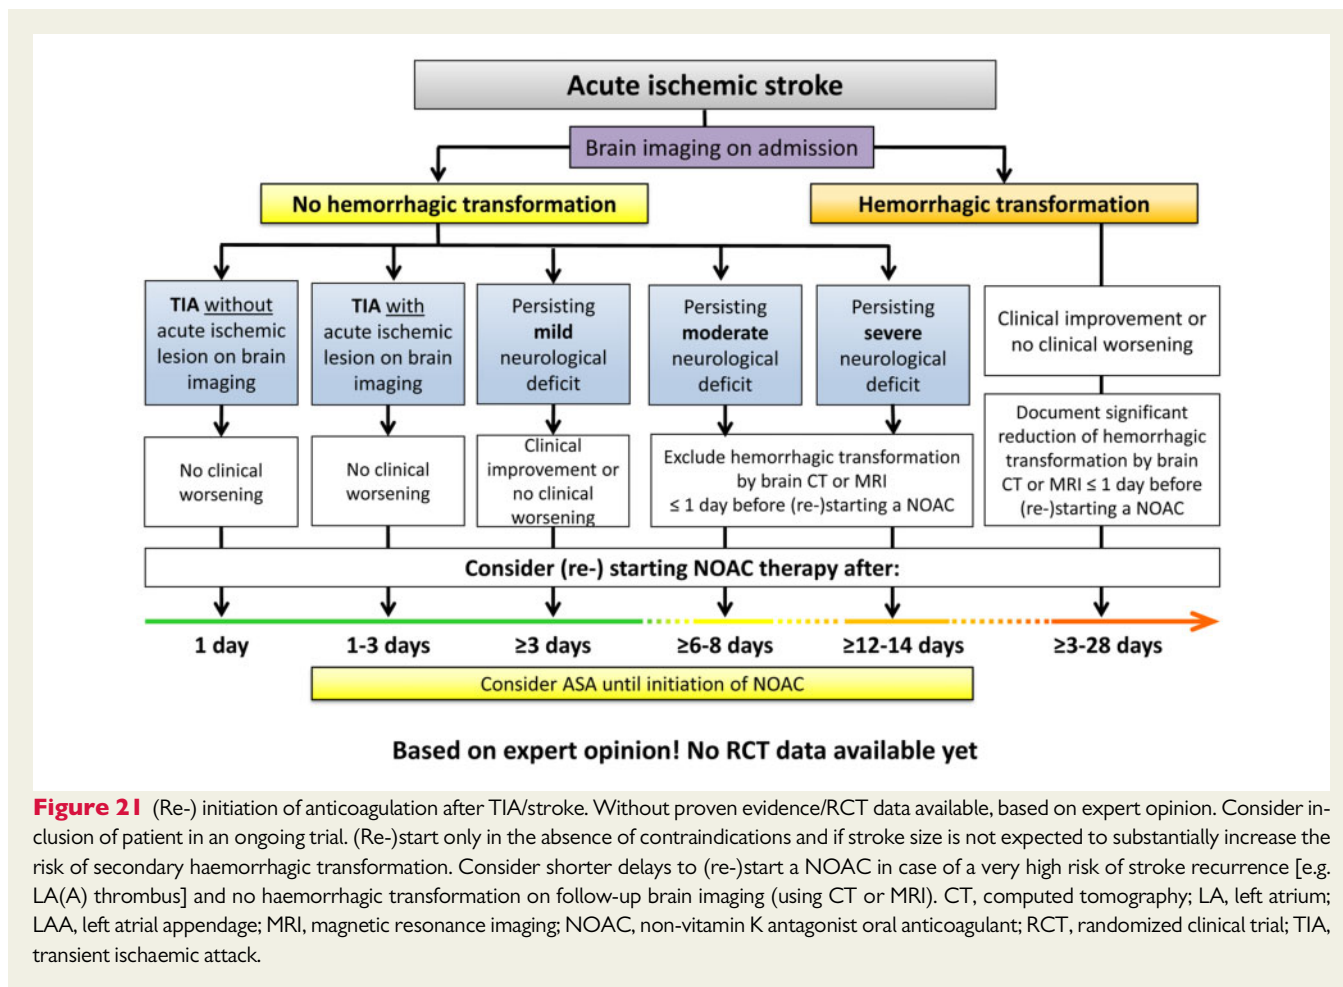 Acute ischemic stroke
Brain imaging on admission
No hemorrhagic transformation
Hemorrhagic transformation
TIA without
acute ischemic
lesion on brain
imaging
TIA with
acute ischemic
lesion on brain
imaging
Persisting
mild
neurological
deficit
Persisting
moderate
neurological
deficit
Persisting
severe
neurological
deficit
Clinical improvement or
no clinical worsening
No clinical
worsening
No clinical
worsening
Clinical
improvement or
no clinical
worsening
Exclude hemorrhagic transformation
by brain CT or MRI
≤ 1 day before (re-)starting a NOAC
Document significant
reduction of hemorrhagic
transformation by brain
CT or MRI ≤ 1 day before
(re-)starting a NOAC
Consider (re-) starting NOAC therapy after:
1 day
1-3 days
≥3 days
≥6-8 days
≥12-14 days
≥3-28 days
Consider ASA until initiation of NOAC
Based on expert opinion! No RCT data available yet
Figure 21 (Re-) initiation of anticoagulation after TIA/stroke. Without proven evidence/RCT data available, based on expert opinion. Consider in-
clusion of patient in an ongoing trial. (Re-)start only in the absence of contraindications and if stroke size is not expected to substantially increase the
risk of secondary haemorrhagic transformation. Consider shorter delays to (re-)start a NOAC in case of a very high risk of stroke recurrence [e.g.
LA(A) thrombus] and no haemorrhagic transformation on follow-up brain imaging (using CT or MRI). CT, computed tomography; LA, left atrium;
LAA, left atrial appendage; MRI, magnetic resonance imaging; NOAC, non-vitamin K antagonist oral anticoagulant; RCT, randomized clinical trial; TIA,
transient ischaemic attack.